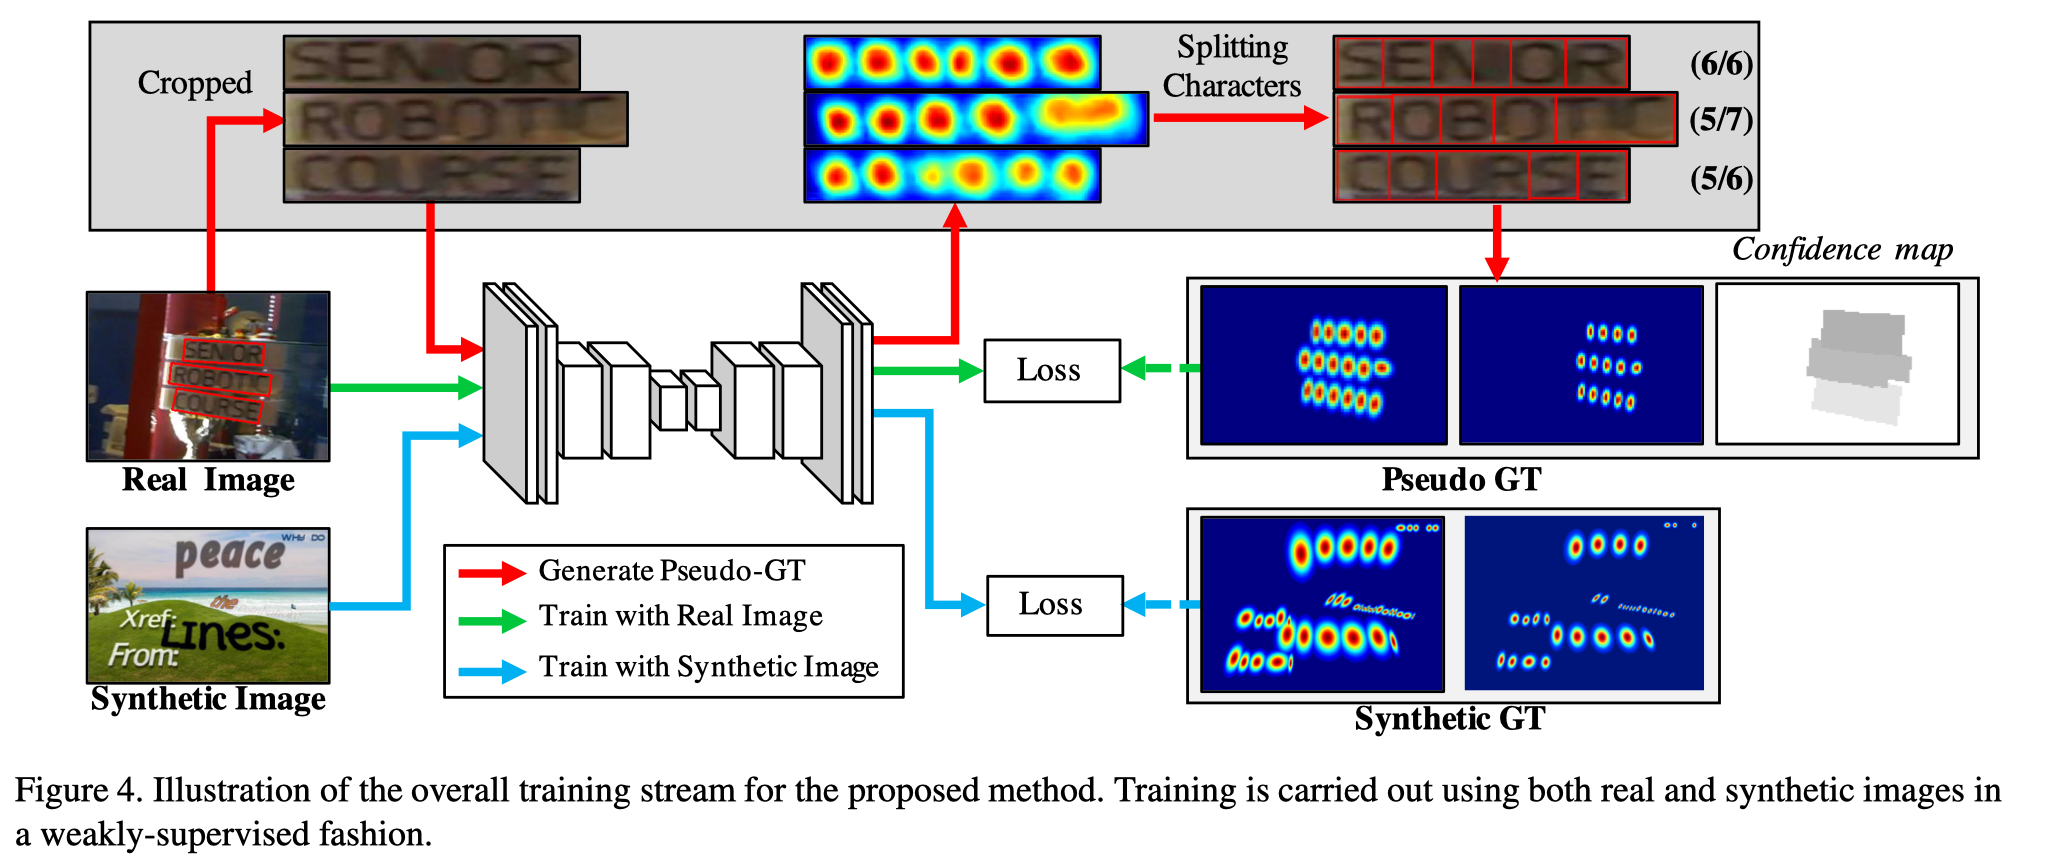 Cropped
SENIOR
ROBOTIC
COURSE
Splitting
Characters
SENIOR
ROBOTIC
COURSE
(6/6)
(5/7)
(5/6)
Confidence map
SENIOR
ROBOTIC
COURSE
Real Image
Loss
Pseudo GT
peace
WHY DO
the
Xref:
Lines:
From:
Synthetic Image
Generate Pseudo-GT
Train with Real Image
Train with Synthetic Image
Loss
Synthetic GT
Figure 4. Illustration of the overall training stream for the proposed method. Training is carried out using both real and synthetic images in
a weakly-supervised fashion.